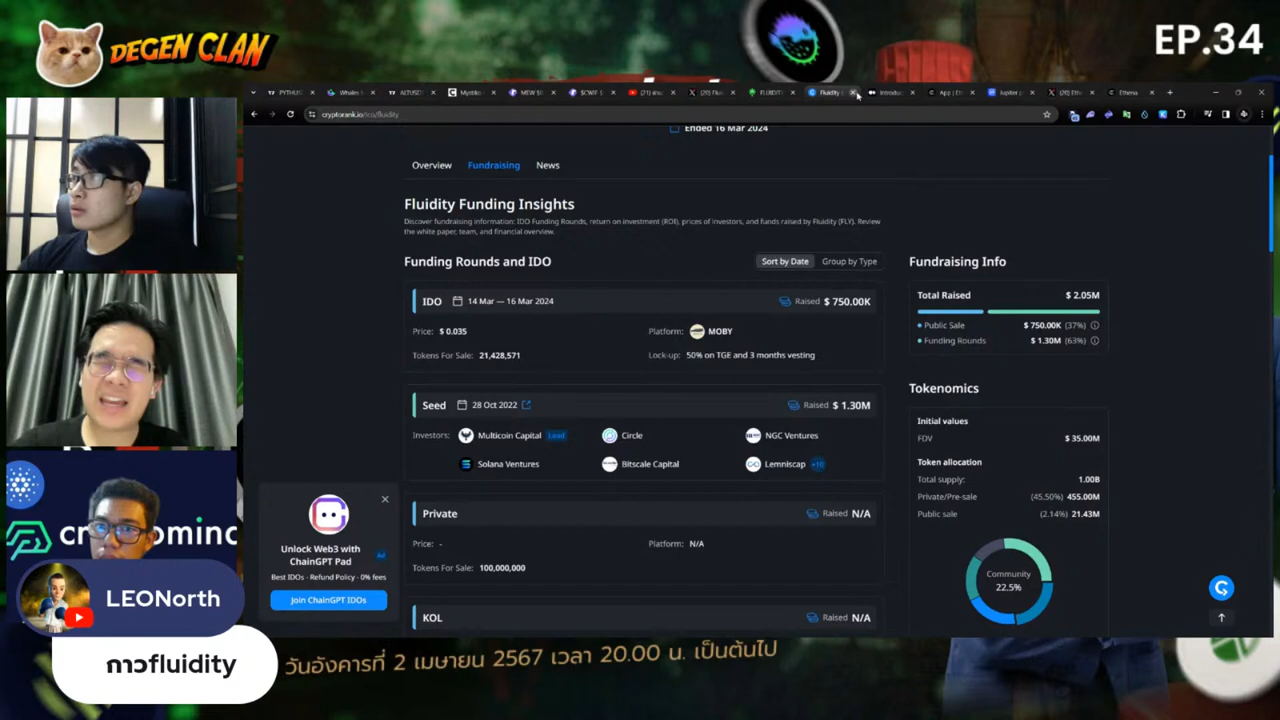 DEGEN CLAN
EP.34
cryptorank.io/ico/fluidity
Ended 16 Mar 2024
Overview
Fundraising
News
Fluidity Funding Insights
Discover fundraising information: IDO Funding Rounds, return on investment (ROI), prices of investors, and funds raised by Fluidity (FLY). Review
the white paper, team, and financial overview.
Funding Rounds and IDO
Sort by Date
Group by Type
IDO
14 Mar — 16 Mar 2024
Raised $ 750.00K
Price: $ 0.035
Platform: MOBY
Tokens For Sale: 21,428,571
Lock-up: 50% on TGE and 3 months vesting
Seed
28 Oct 2022
Raised $ 1.30M
Investors:
Multicoin Capital Lead
Circle
NGC Ventures
Solana Ventures
Bitscale Capital
Lemniscap +10
Private
Raised N/A
Price: -
Platform: N/A
Tokens For Sale: 100,000,000
KOL
Raised N/A
Fundraising Info
Total Raised $ 2.05M
Public Sale $ 750.00K (37%)
Funding Rounds $ 1.30M (63%)
Tokenomics
Initial values
FDV $ 35.00M
Token allocation
Total supply: 1.00B
Private/Pre-sale (45.50%) 455.00M
Public sale (2.14%) 21.43M
Community
22.5%
Unlock Web3 with
ChainGPT Pad
Ad
Best IDOs · Refund Policy · 0% fees
Join ChainGPT IDOs
LEONorth
กาวfluidity
วันอังคารที่ 2 เมษายน 2567 เวลา 20.00 น. เป็นต้นไป